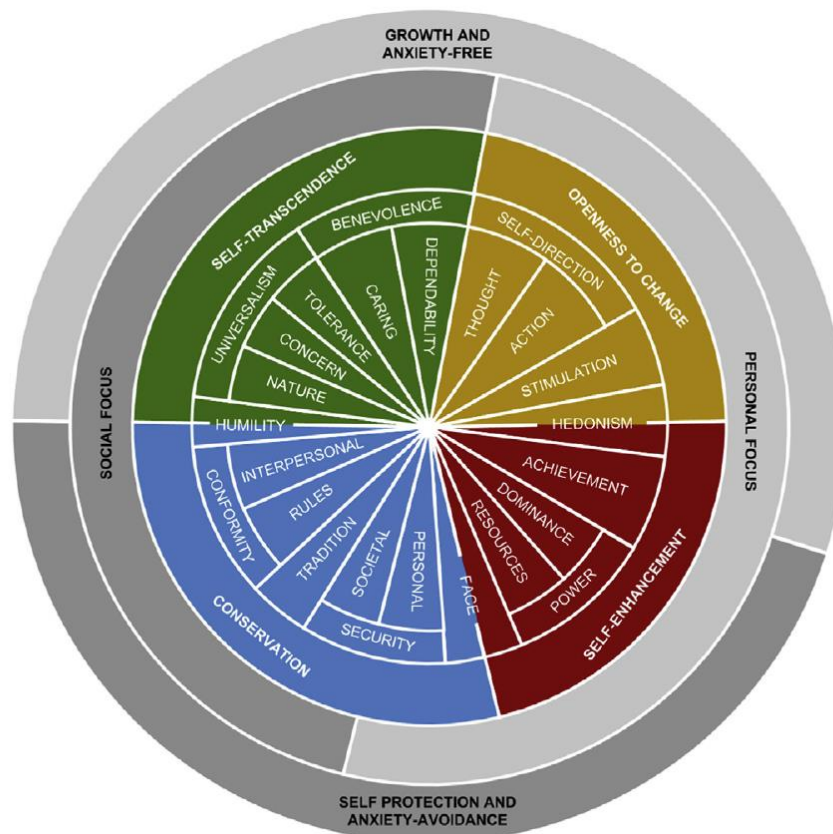 GROWTH AND
ANXIETY-FREE
SELF-TRANSCENDENCE
OPENNESS TO CHANGE
BENEVOLENCE
SELF-DIRECTION
UNIVERSALISM
DEPENDABILITY
CARING
TOLERANCE
CONCERN
NATURE
THOUGHT
ACTION
STIMULATION
HUMILITY
HEDONISM
SOCIAL FOCUS
PERSONAL FOCUS
INTERPERSONAL
RULES
CONFORMITY
TRADITION
SOCIETAL
PERSONAL
SECURITY
FACE
ACHIEVEMENT
DOMINANCE
RESOURCES
POWER
CONSERVATION
SELF-ENHANCEMENT
SELF PROTECTION AND
ANXIETY-AVOIDANCE